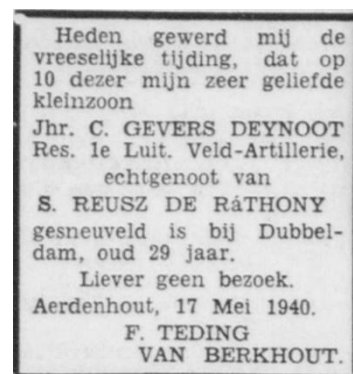 Heden gewerd mij de
vreeselijke tijding, dat op
10 dezer mijn zeer geliefde
kleinzoon
Jhr. C. GEVERS DEYNOOT
Res. 1e Luit. Veld-Artillerie,
echtgenoot van
S. REUSZ DE RáTHONY
gesneuveld is bij Dubbel-
dam, oud 29 jaar.
Liever geen bezoek.
Aerdenhout, 17 Mei 1940.
F. TEDING
VAN BERKHOUT.